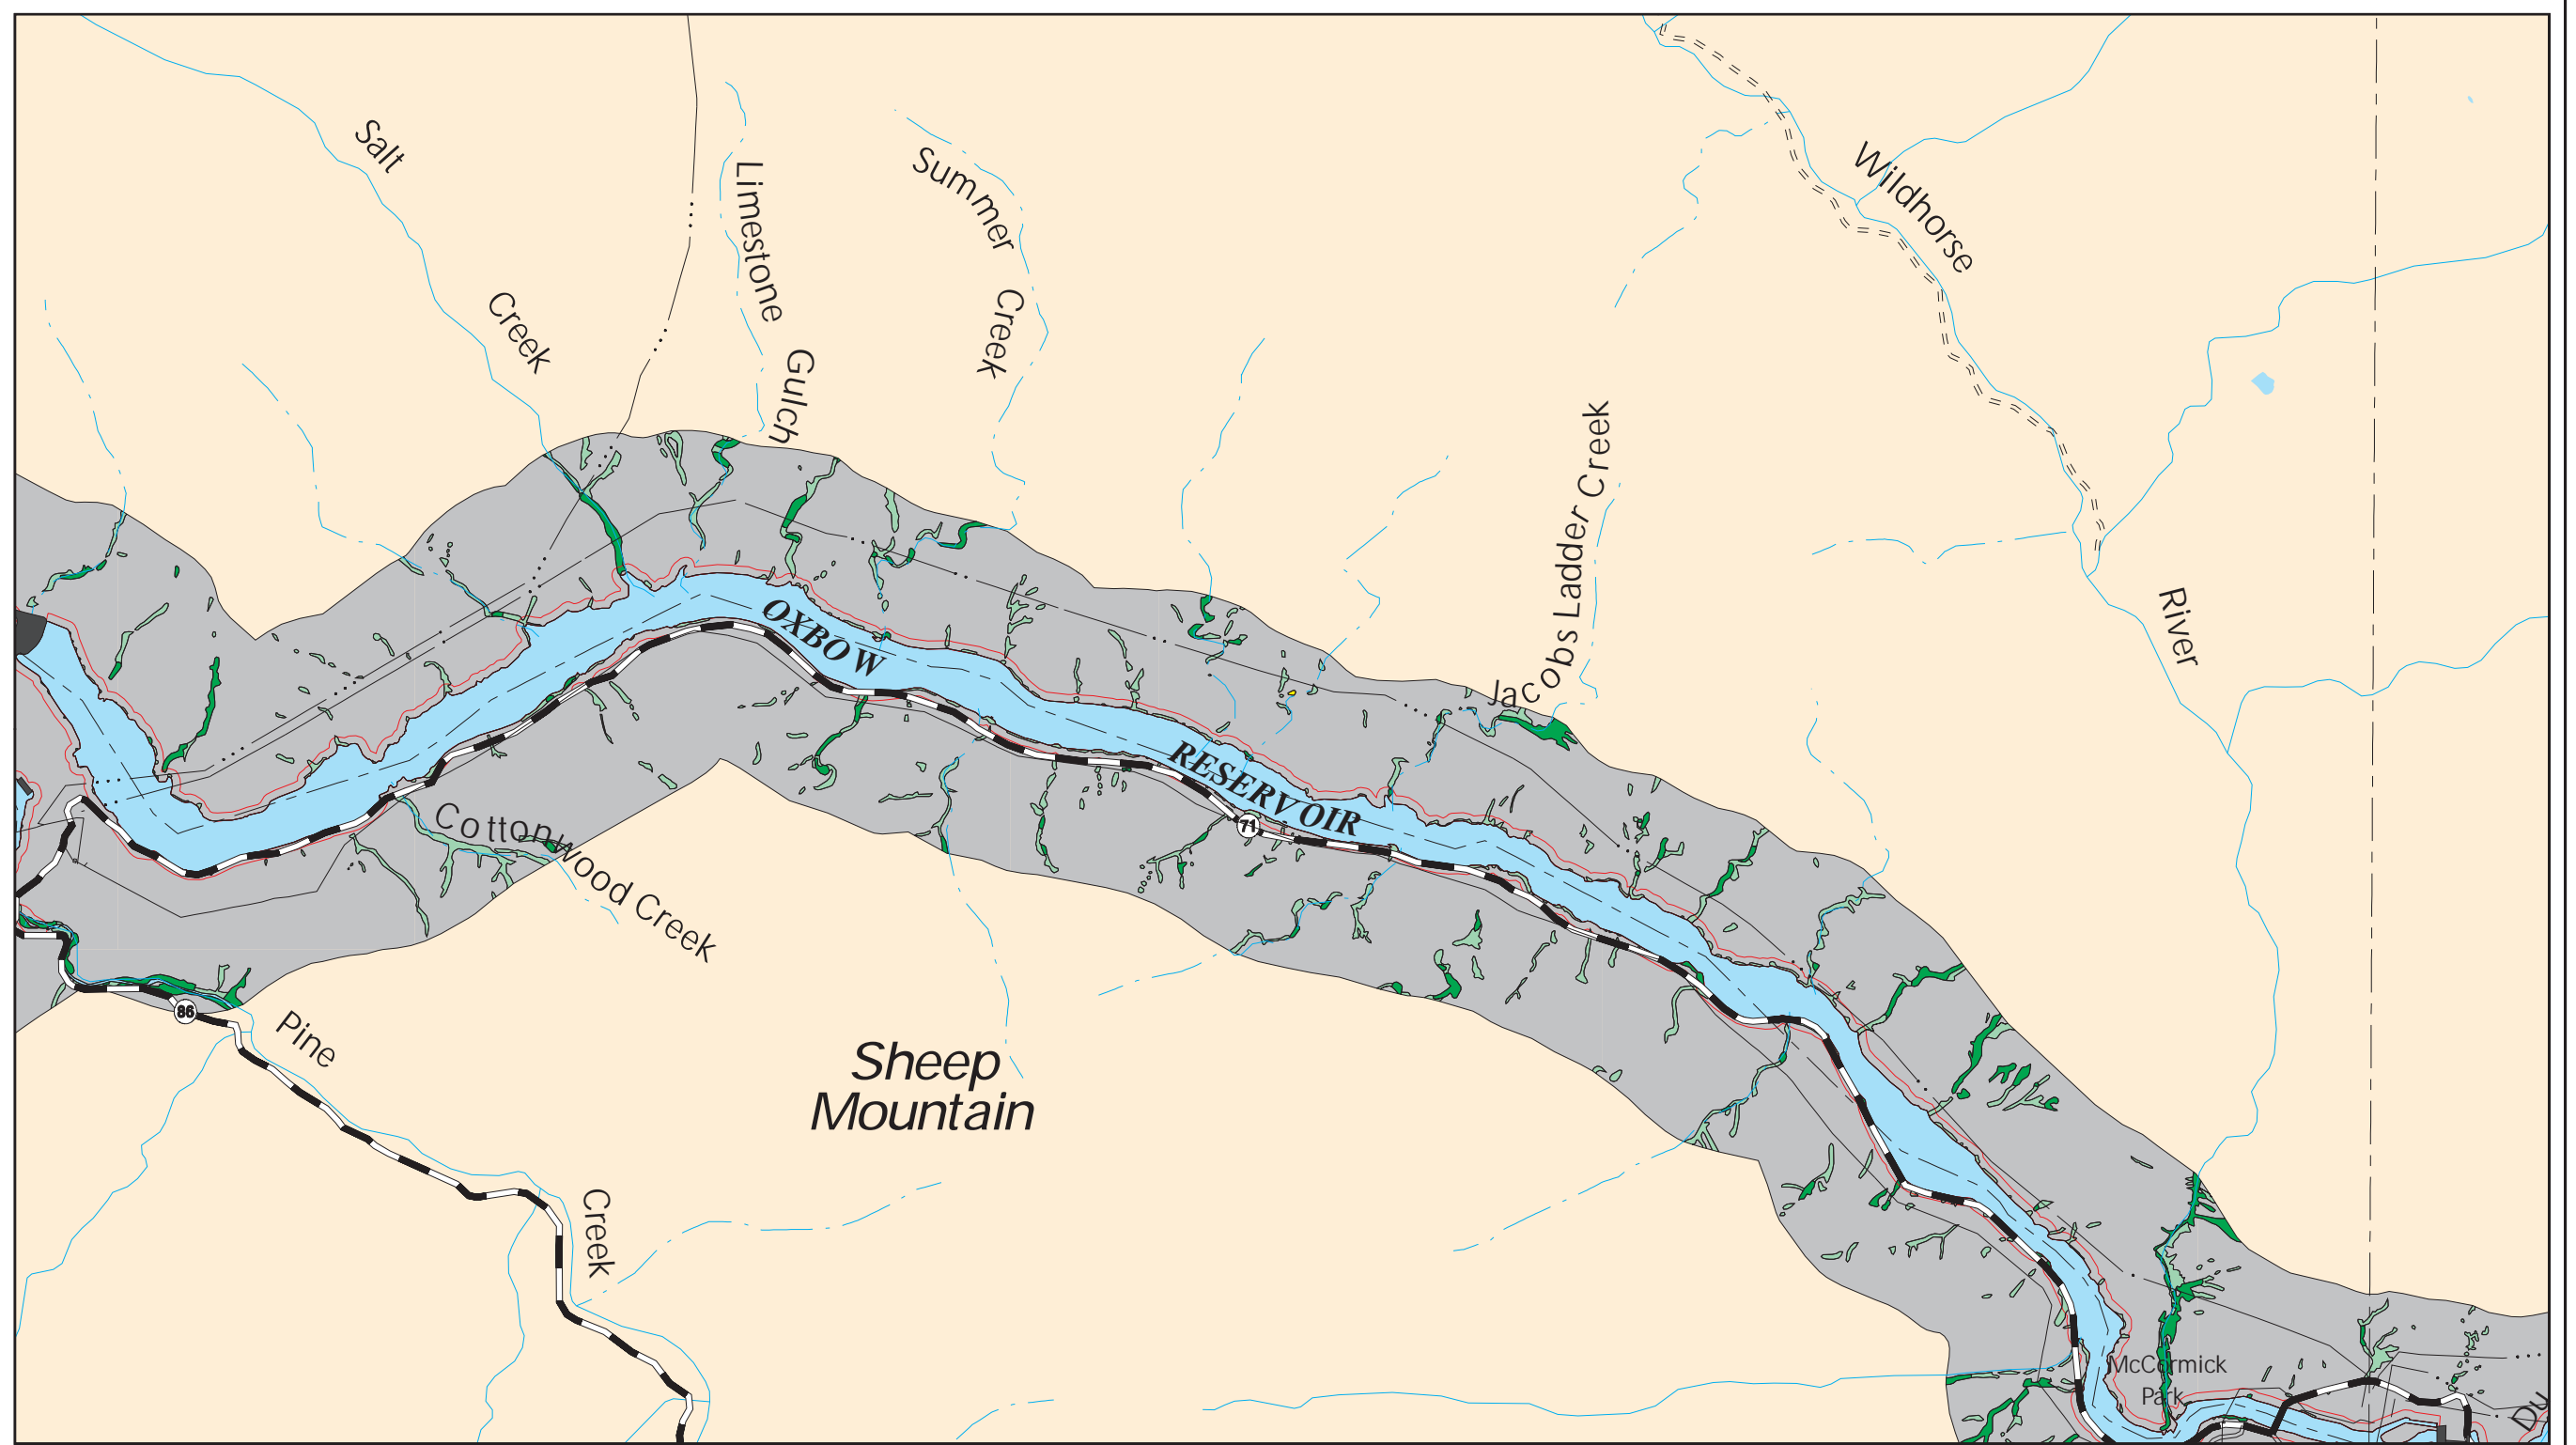 Salt
Creek
Limestone
Gulch
Summer
Creek
Wildhorse
River
Jacobs Ladder Creek
OXBOW
RESERVOIR
71
Cottonwood Creek
86
Pine
Creek
Sheep
Mountain
McCormick
Park
Du